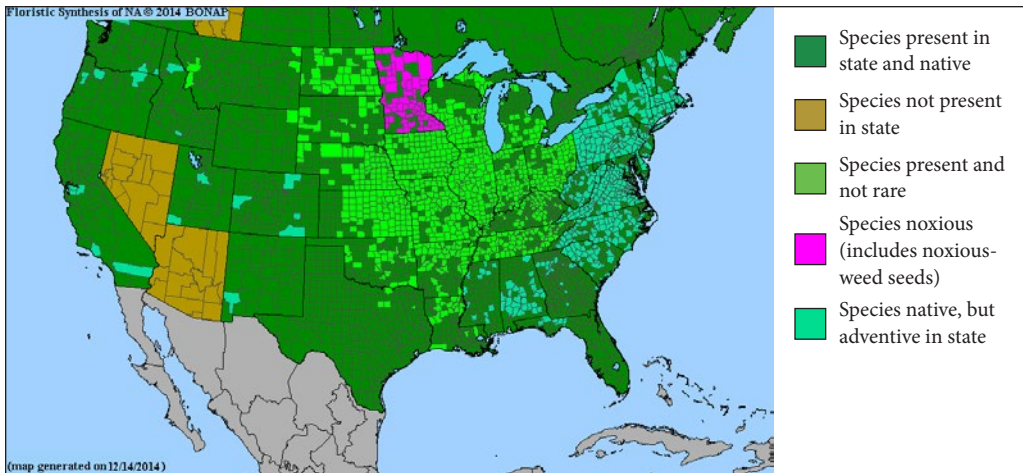 Floristic Synthesis of NA © 2014 BONAP
(map generated on 12/14/2014)
Species present in
state and native
Species not present
in state
Species present and
not rare
Species noxious
(includes noxious-
weed seeds)
Species native, but
adventive in state